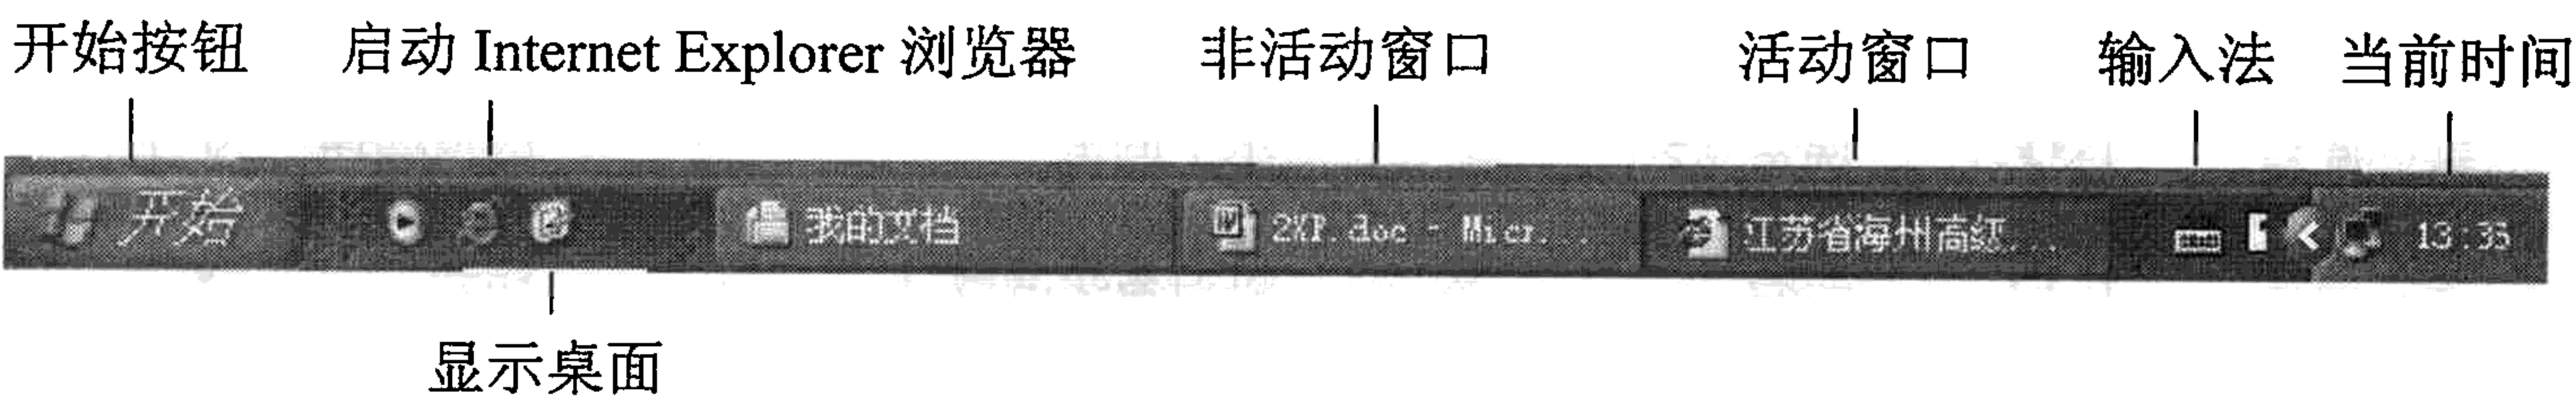 开始按钮 启动 Internet Explorer 浏览器 非活动窗口 活动窗口 输入法 当前时间
开始 我的文档 2XP.doc - Micr... 江苏省海州高级... 13:35
显示桌面